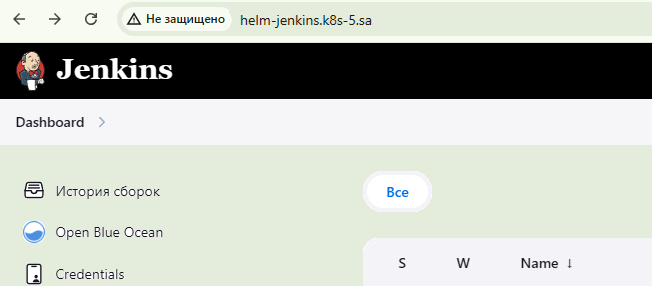 Не защищено helm-jenkins.k8s-5.sa
Jenkins
Dashboard
История сборок
Все
Open Blue Ocean
S W Name ↓
Credentials